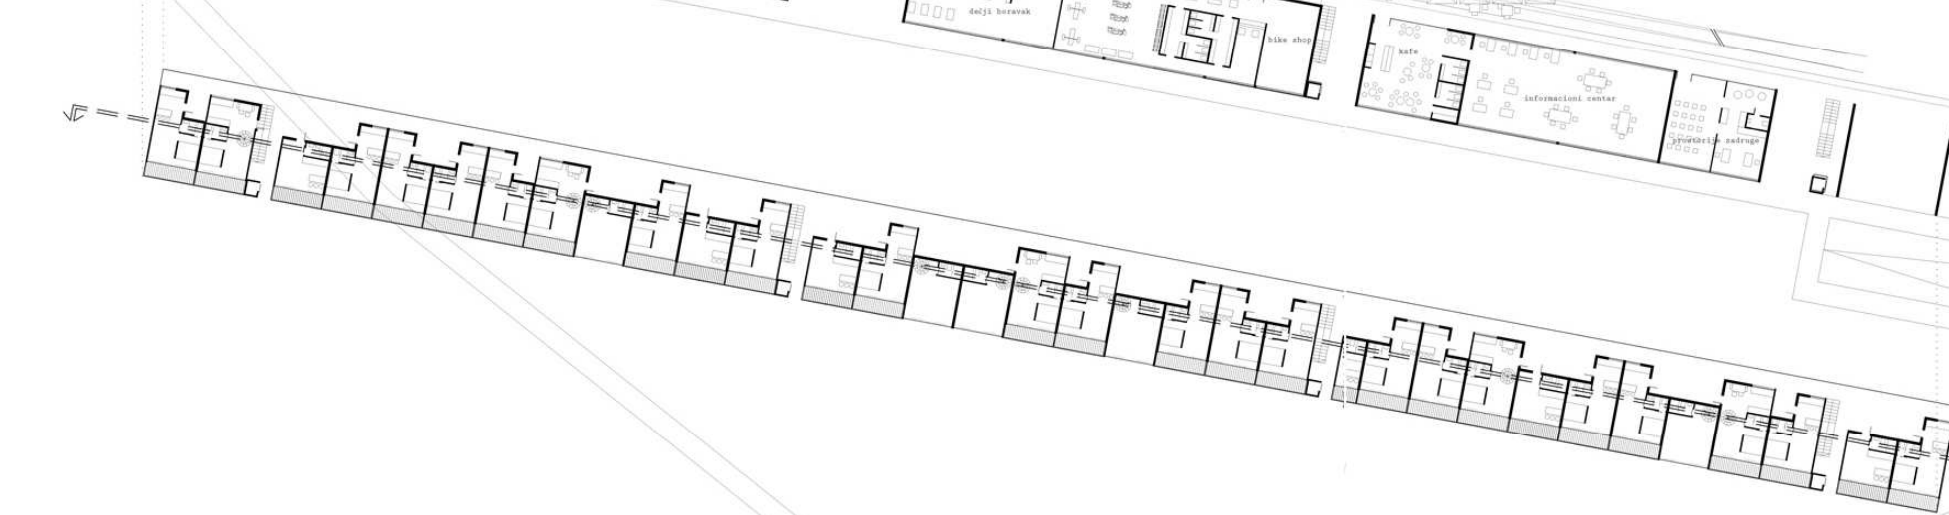 dečji boravak
bike shop
kafe
informacioni centar
prostorije zadruge